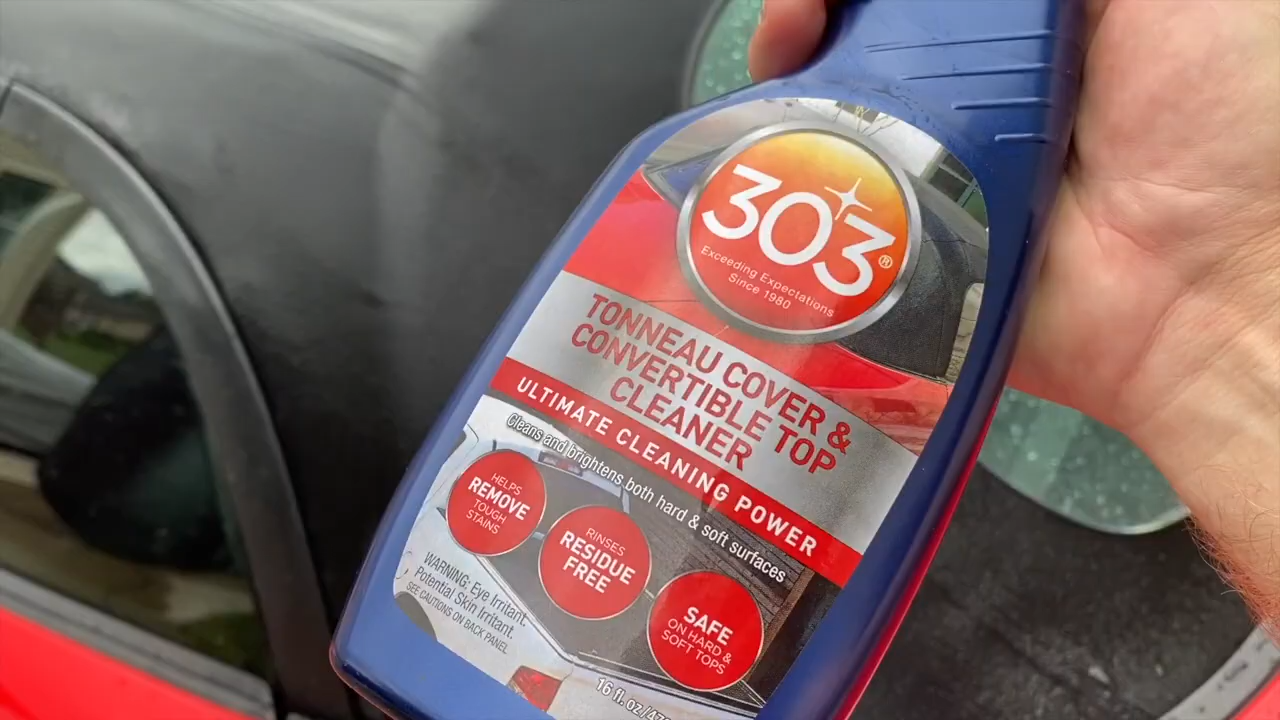 303®
Exceeding Expectations
Since 1980
TONNEAU COVER &
CONVERTIBLE TOP
CLEANER
ULTIMATE CLEANING POWER
Cleans and brightens both hard & soft surfaces
HELPS
REMOVE
TOUGH
STAINS
RINSES
RESIDUE
FREE
SAFE
ON HARD &
SOFT TOPS
WARNING: Eye Irritant.
Potential Skin Irritant.
SEE CAUTIONS ON BACK PANEL
16 fl. oz/47